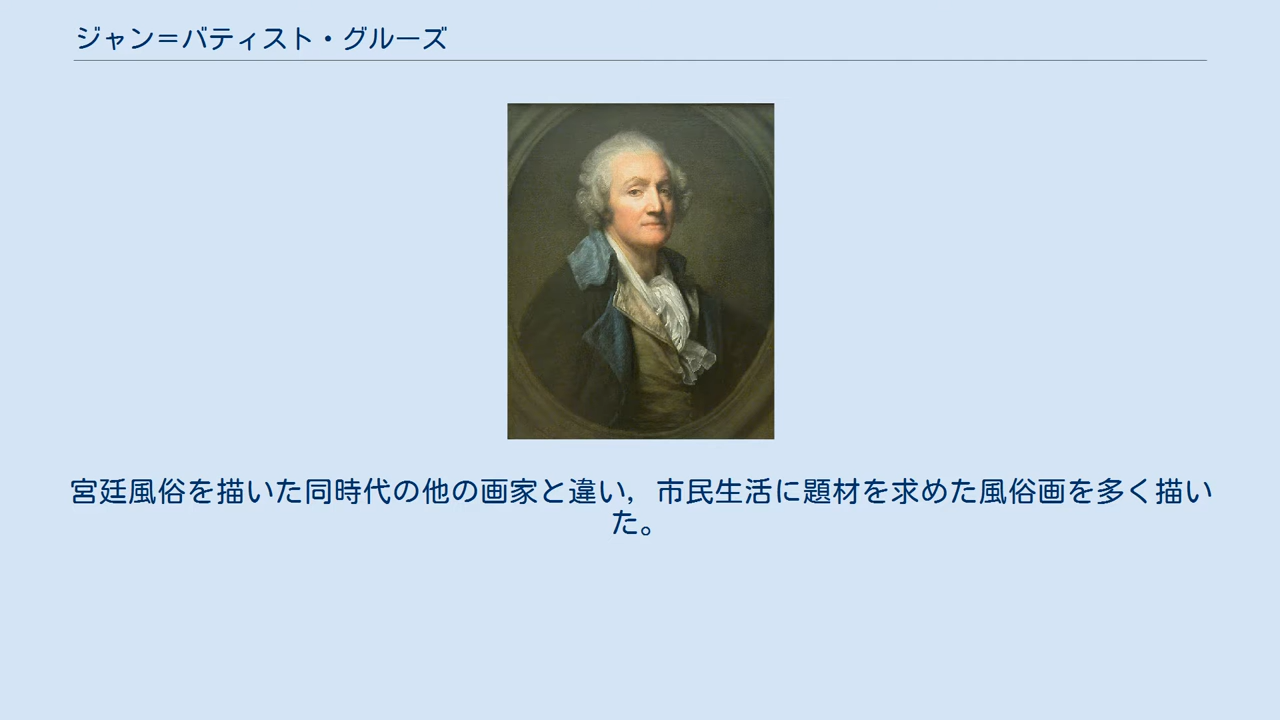 ジャン＝バティスト・グルーズ
宮廷風俗を描いた同時代の他の画家と違い，市民生活に題材を求めた風俗画を多く描い
た。